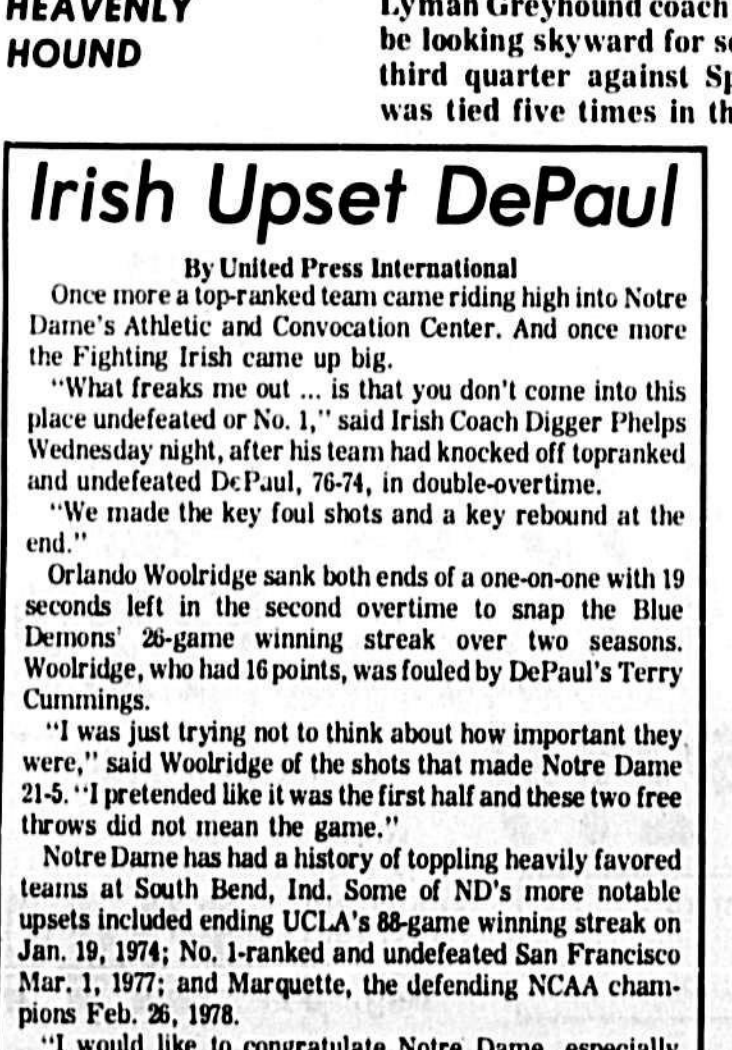 HEAVENLY
HOUND
Lyman Greyhound coach
be looking skyward for
third quarter against
was tied five times in
Irish Upset DePaul
By United Press International
Once more a top-ranked team came riding high into Notre
Dame's Athletic and Convocation Center. And once more
the Fighting Irish came up big.
"What freaks me out ... is that you don't come into this
place undefeated or No. 1," said Irish Coach Digger Phelps
Wednesday night, after his team had knocked off topranked
and undefeated DePaul, 76-74, in double-overtime.
"We made the key foul shots and a key rebound at the
end."
Orlando Woolridge sank both ends of a one-on-one with 19
seconds left in the second overtime to snap the Blue
Demons' 26-game winning streak over two seasons.
Woolridge, who had 16 points, was fouled by DePaul's Terry
Cummings.
"I was just trying not to think about how important they
were," said Woolridge of the shots that made Notre Dame
21-5. "I pretended like it was the first half and these two free
throws did not mean the game."
Notre Dame has had a history of toppling heavily favored
teams at South Bend, Ind. Some of ND's more notable
upsets included ending UCLA's 88-game winning streak on
Jan. 19, 1974; No. 1-ranked and undefeated San Francisco
Mar. 1, 1977; and Marquette, the defending NCAA cham-
pions Feb. 26, 1978.
"I would like to congratulate Notre Dame, especially